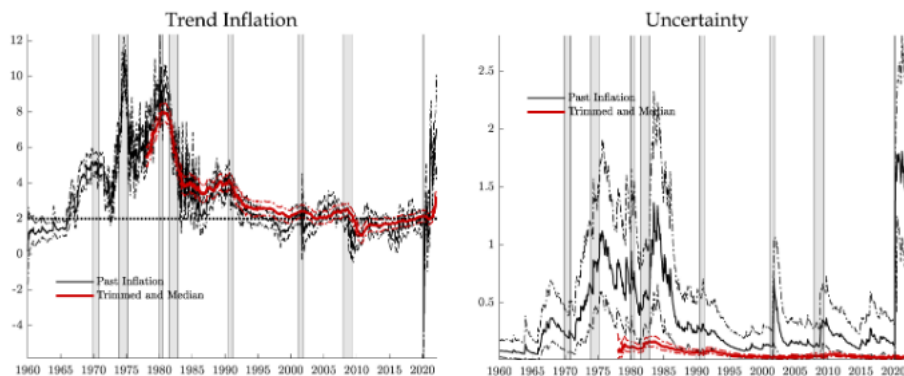 Trend Inflation
12
10
8
6
4
2
0
-2
-4
Past Inflation
Trimmed and Median
1960 1965 1970 1975 1980 1985 1990 1995 2000 2005 2010 2015 2020
Uncertainty
2.5
2
1.5
1
0.5
Past Inflation
Trimmed and Median
1960 1965 1970 1975 1980 1985 1990 1995 2000 2005 2010 2015 2020